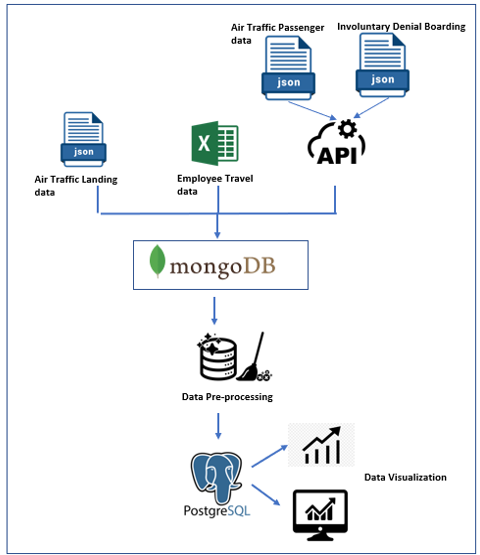 Air Traffic Passenger
data
Involuntary Denial Boarding
json
json
API
json
X
Air Traffic Landing
data
Employee Travel
data
mongoDB
Data Pre-processing
PostgreSQL
Data Visualization